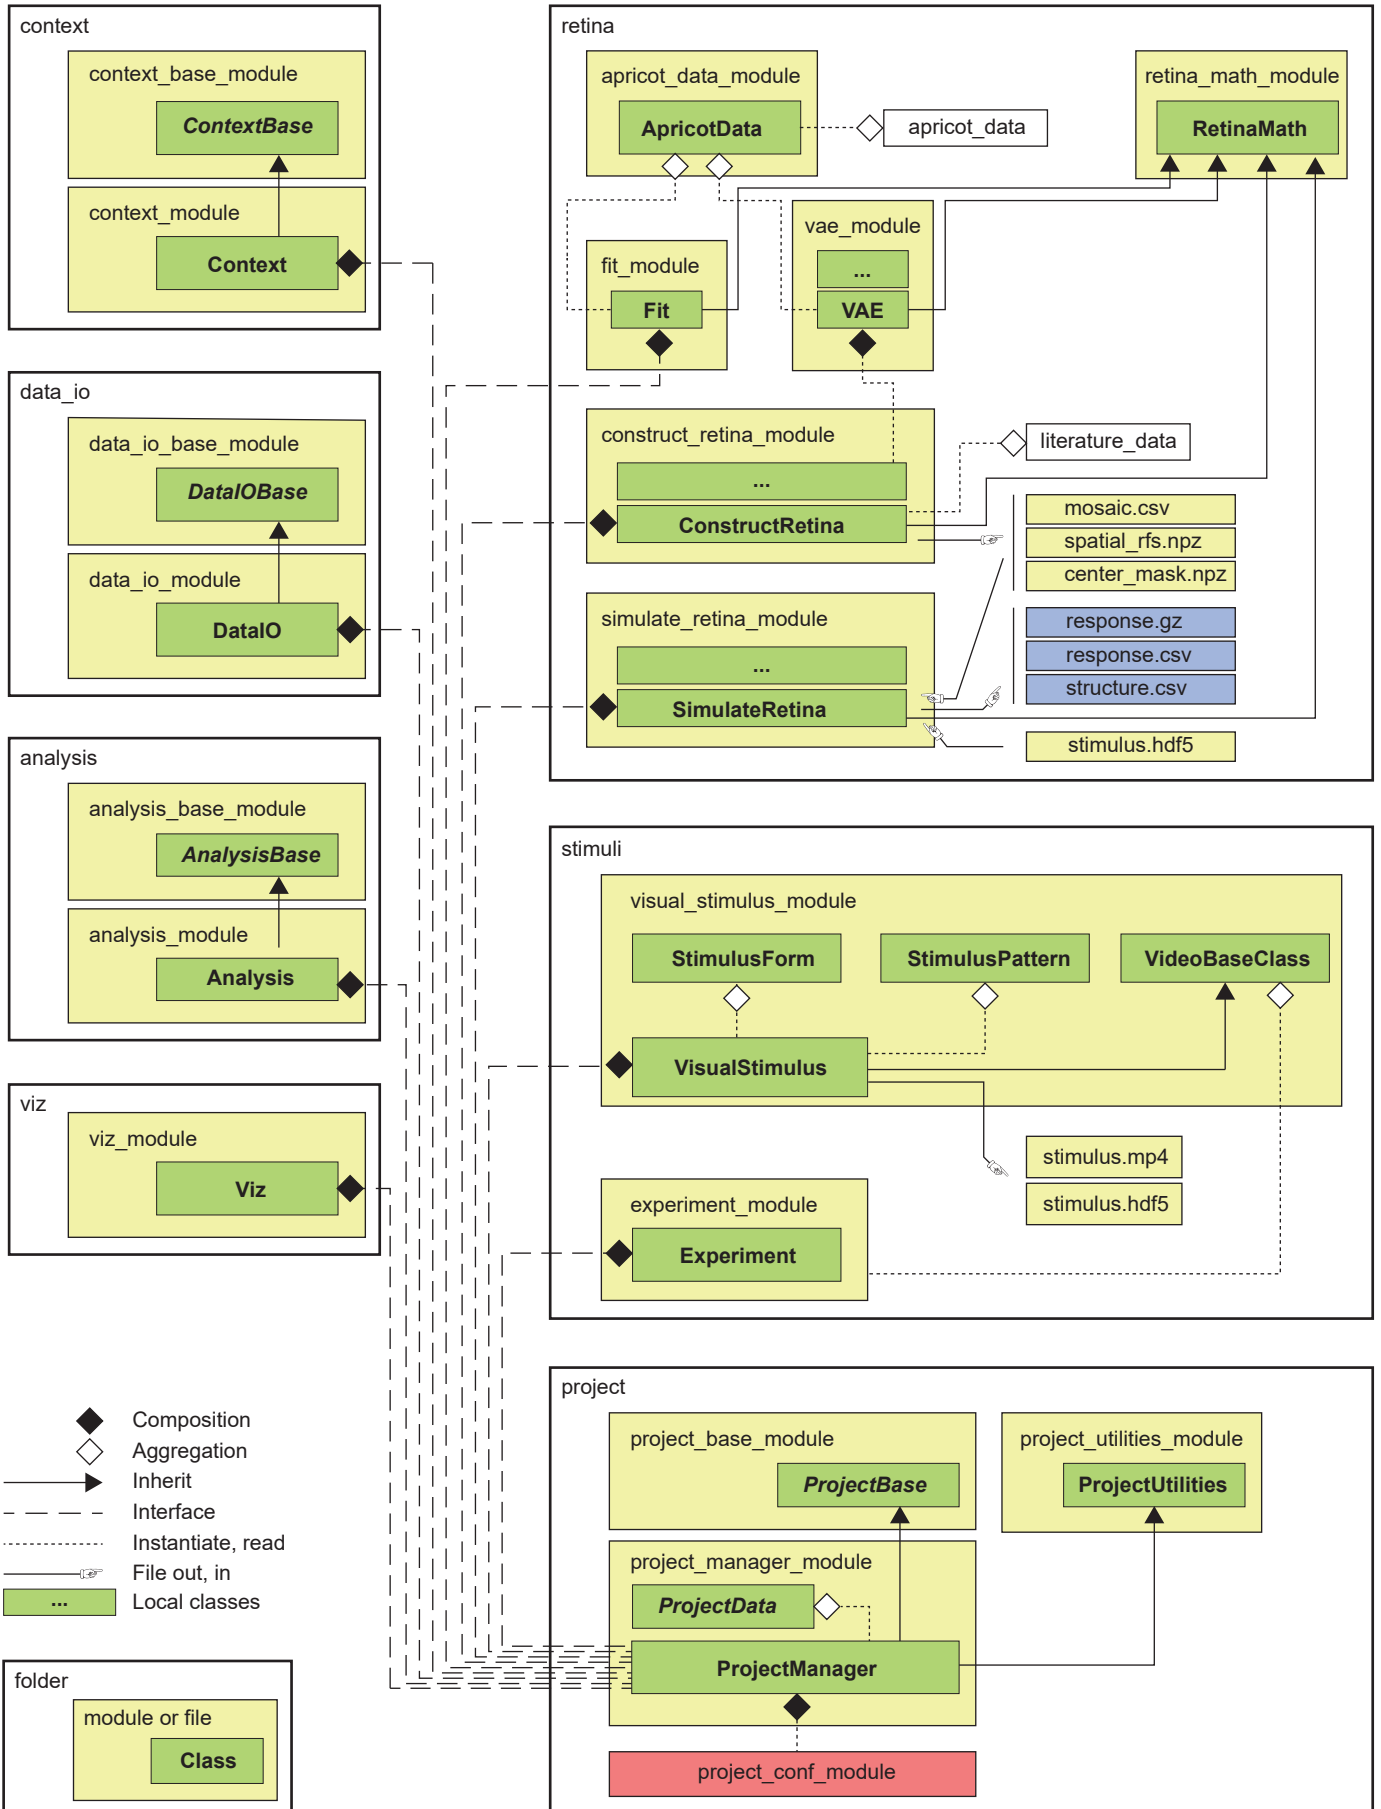 context
context_base_module
ContextBase
context_module
Context
data_io
data_io_base_module
DataIOBase
data_io_module
DataIO
analysis
analysis_base_module
AnalysisBase
analysis_module
Analysis
viz
viz_module
Viz
Composition
Aggregation
Inherit
Interface
Instantiate, read
File out, in
...
Local classes
folder
module or file
Class
retina
apricot_data_module
ApricotData
apricot_data
retina_math_module
RetinaMath
fit_module
Fit
vae_module
...
VAE
construct_retina_module
...
ConstructRetina
literature_data
mosaic.csv
spatial_rfs.npz
center_mask.npz
simulate_retina_module
...
SimulateRetina
response.gz
response.csv
structure.csv
stimulus.hdf5
stimuli
visual_stimulus_module
StimulusForm
StimulusPattern
VideoBaseClass
VisualStimulus
stimulus.mp4
stimulus.hdf5
experiment_module
Experiment
project
project_base_module
ProjectBase
project_utilities_module
ProjectUtilities
project_manager_module
ProjectData
ProjectManager
project_conf_module